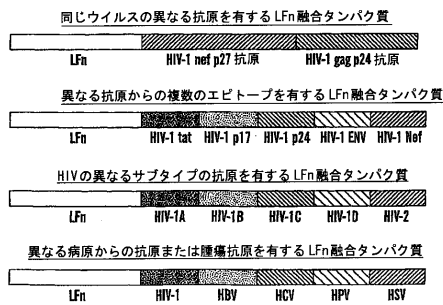 同じウイルスの異なる抗原を有するLFn融合タンパク質
LFn HIV-1 nef p27 抗原 HIV-1 gag p24 抗原
異なる抗原からの複数のエピトープを有するLFn融合タンパク質
LFn HIV-1 tat HIV-1 p17 HIV-1 p24 HIV-1 ENV HIV-1 Nef
HIVの異なるサブタイプの抗原を有するLFn融合タンパク質
LFn HIV-1A HIV-1B HIV-1C HIV-1D HIV-2
異なる病原からの抗原または腫瘍抗原を有するLFn融合タンパク質
LFn HIV-1 HBV HCV HPV HSV